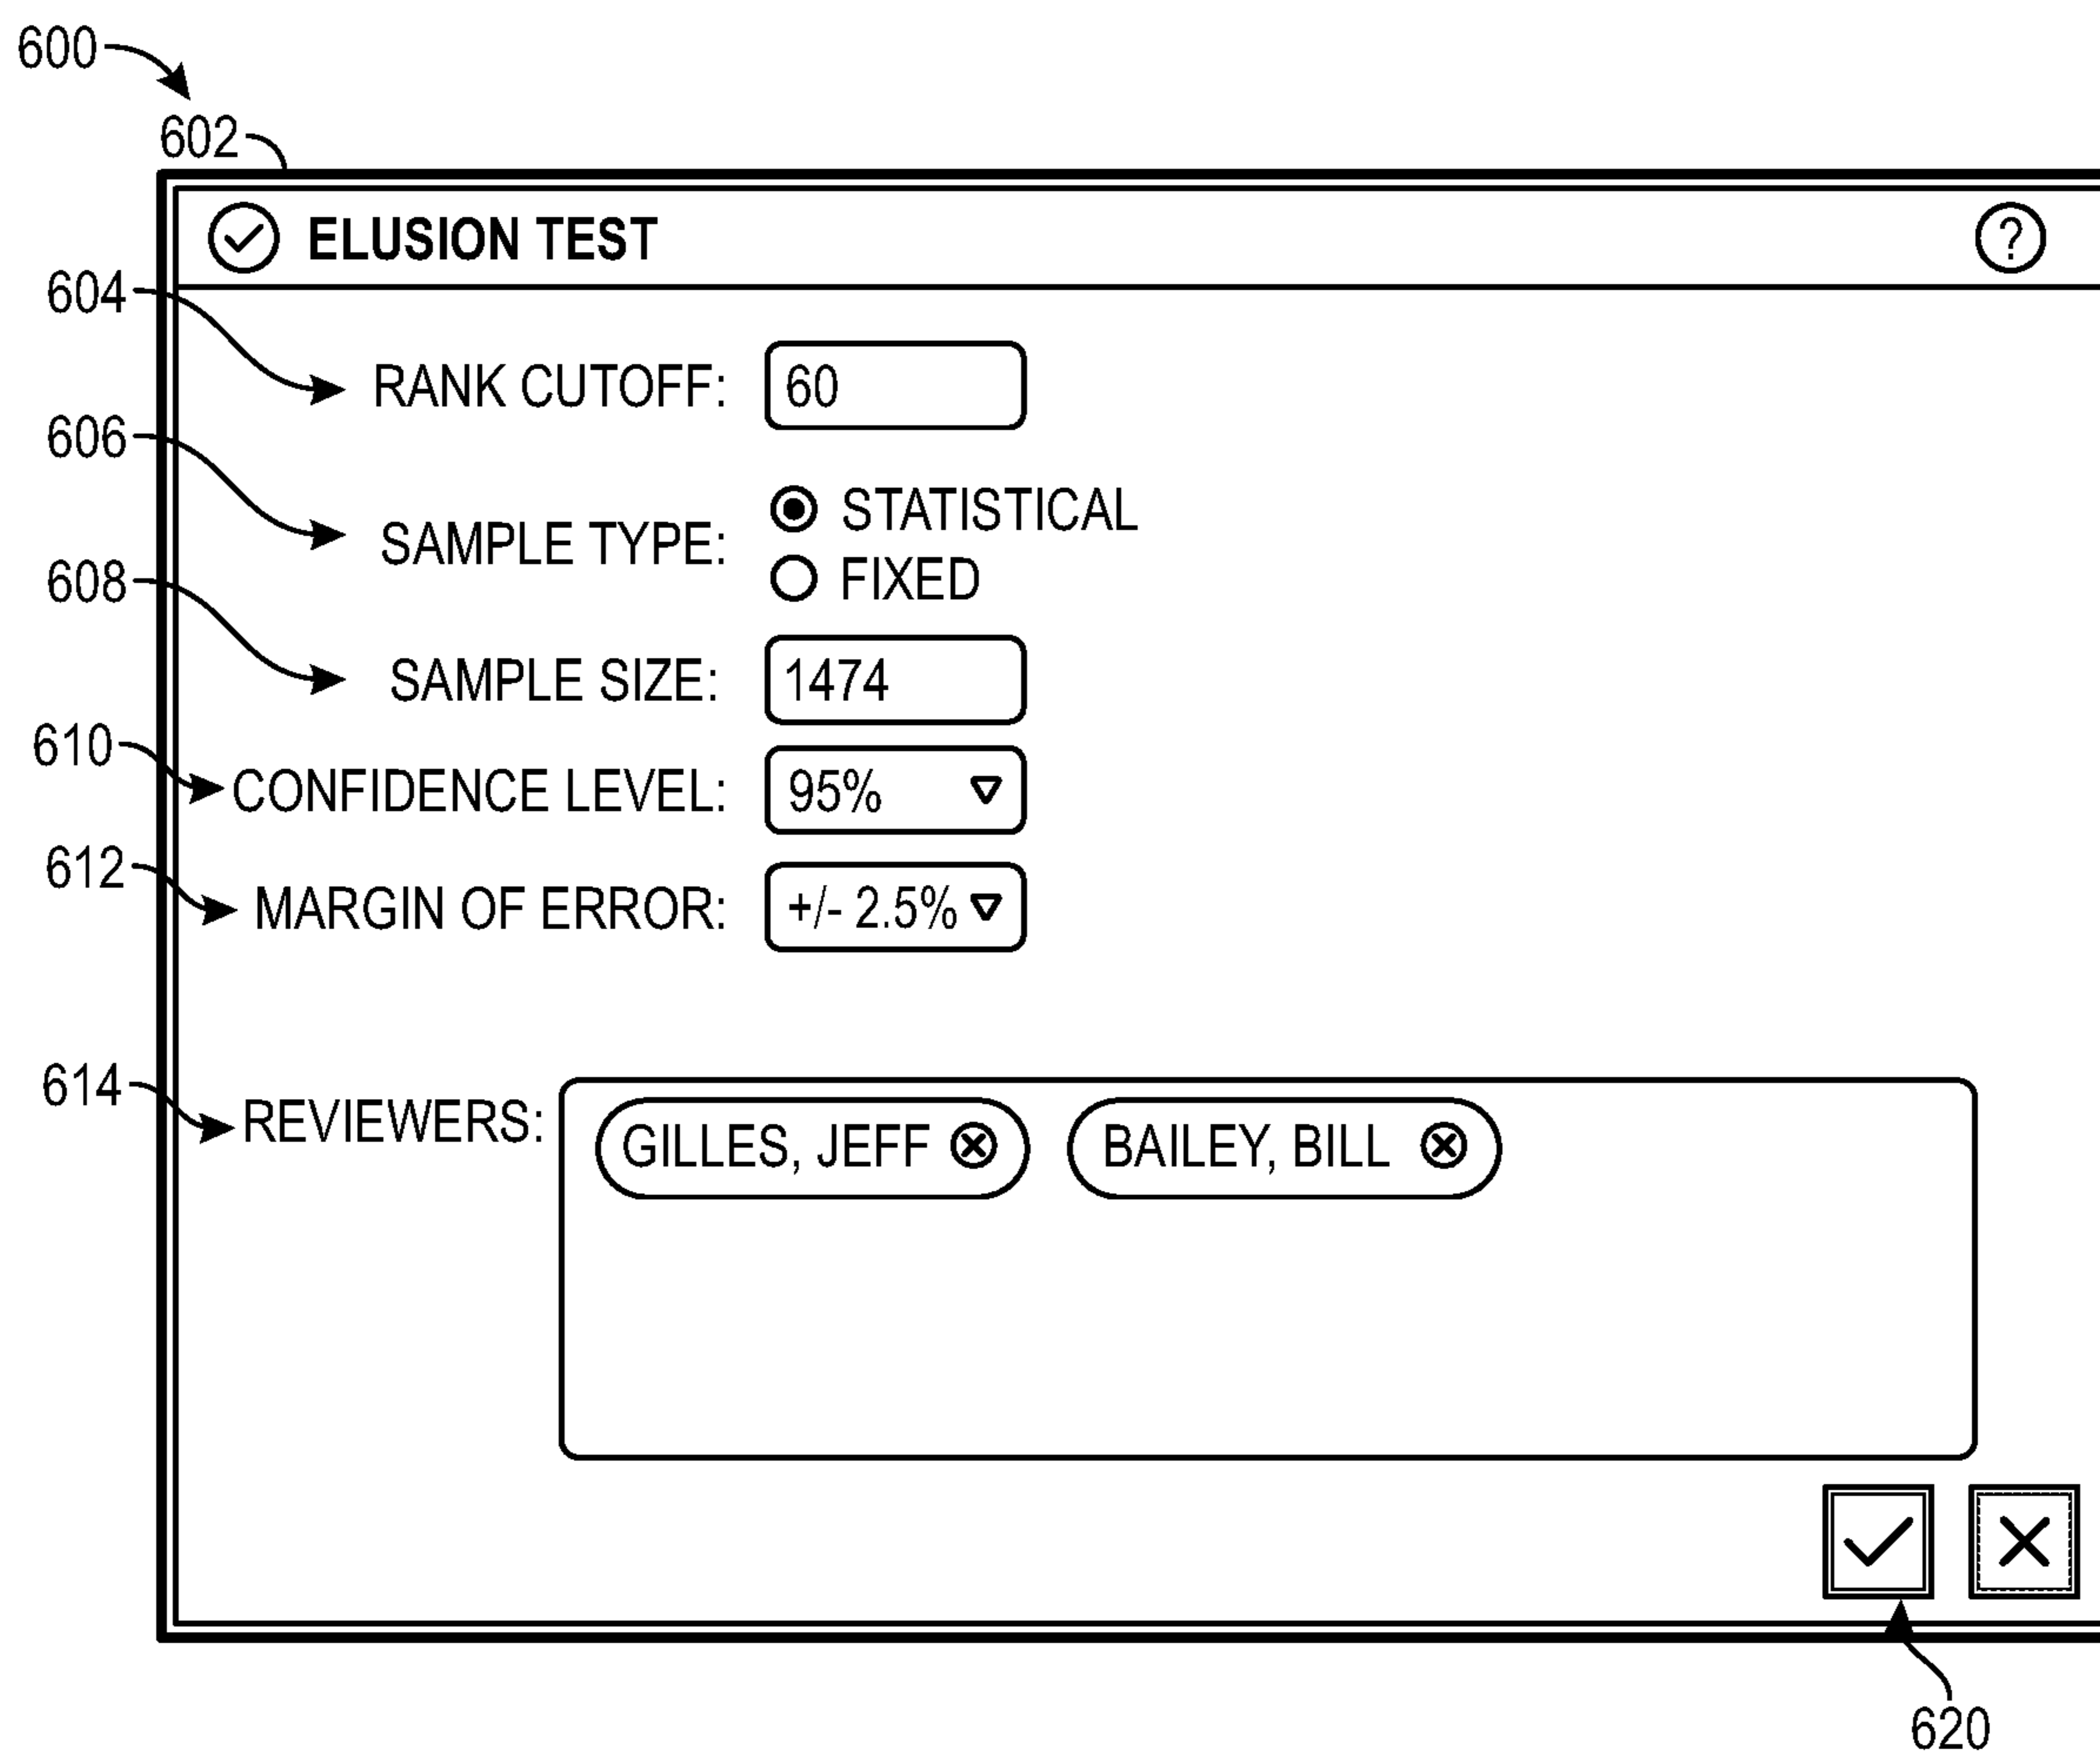 600
602
ELUSION TEST ?
604
RANK CUTOFF: 60
606
STATISTICAL
SAMPLE TYPE:
FIXED
608
SAMPLE SIZE: 1474
610
CONFIDENCE LEVEL: 95%
612
MARGIN OF ERROR: +/- 2.5%
614
REVIEWERS: GILLES, JEFF BAILEY, BILL
620